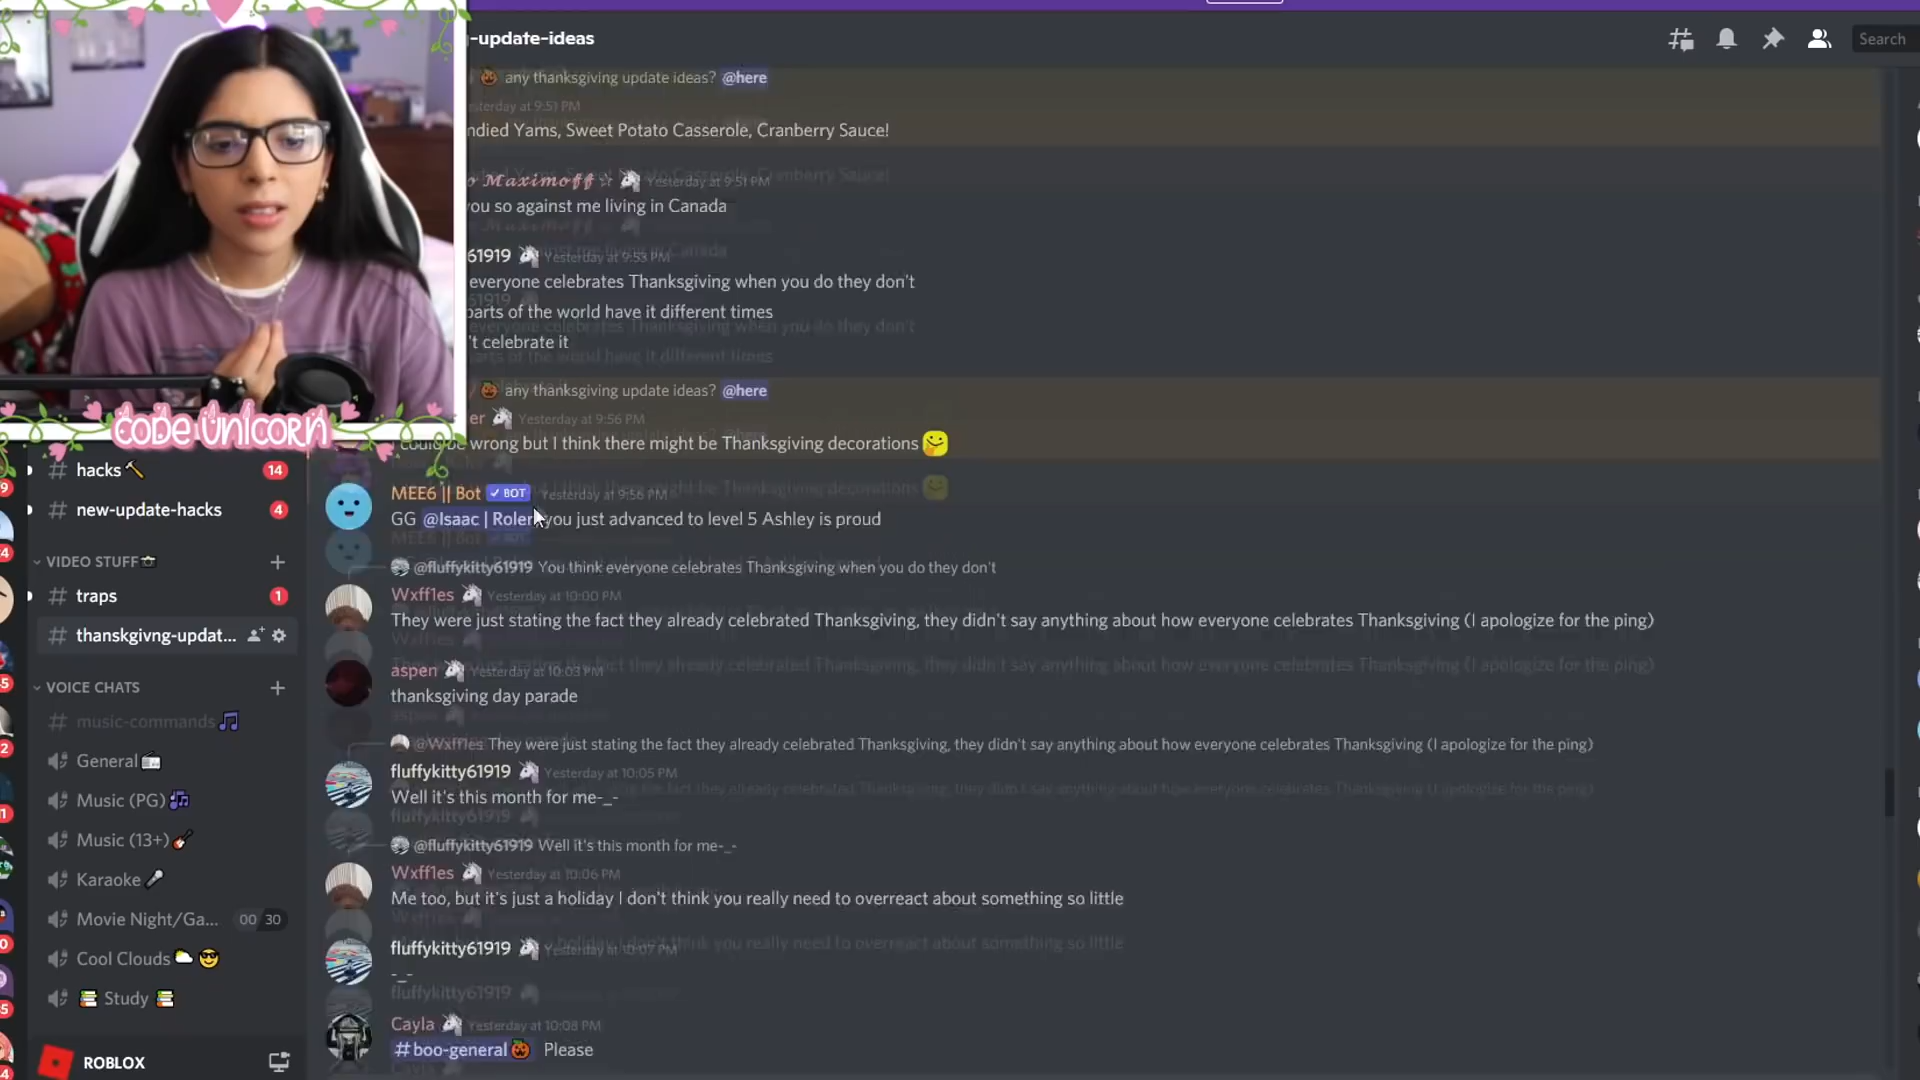 -update-ideas
Search
any thanksgiving update ideas? @here
sterday at 9:51 PM
ndied Yams, Sweet Potato Casserole, Cranberry Sauce!
o Maximoff ☆ Yesterday at 9:51 PM
you so against me living in Canada
61919 Yesterday at 9:53 PM
everyone celebrates Thanksgiving when you do they don't
parts of the world have it different times
't celebrate it
any thanksgiving update ideas? @here
er Yesterday at 9:56 PM
could be wrong but I think there might be Thanksgiving decorations
MEE6 || Bot ✓ BOT Yesterday at 9:56 PM
GG @Isaac | Roler you just advanced to level 5 Ashley is proud
@fluffykitty61919 You think everyone celebrates Thanksgiving when you do they don't
Wxff1es Yesterday at 10:00 PM
They were just stating the fact they already celebrated Thanksgiving, they didn't say anything about how everyone celebrates Thanksgiving (I apologize for the ping)
aspen Yesterday at 10:03 PM
thanksgiving day parade
@Wxff1es They were just stating the fact they already celebrated Thanksgiving, they didn't say anything about how everyone celebrates Thanksgiving (I apologize for the ping)
fluffykitty61919 Yesterday at 10:05 PM
Well it's this month for me-_-
@fluffykitty61919 Well it's this month for me-_-
Wxff1es Yesterday at 10:06 PM
Me too, but it's just a holiday I don't think you really need to overreact about something so little
fluffykitty61919 Yesterday at 10:07 PM
-_-
Cayla Yesterday at 10:08 PM
#boo-general Please
CODE UNICORN
# hacks 14
# new-update-hacks 4
VIDEO STUFF
# traps 1
# thanskgivng-updat...
VOICE CHATS
# music-commands
General
Music (PG)
Music (13+)
Karaoke
Movie Night/Ga... 00 30
Cool Clouds
Study
ROBLOX